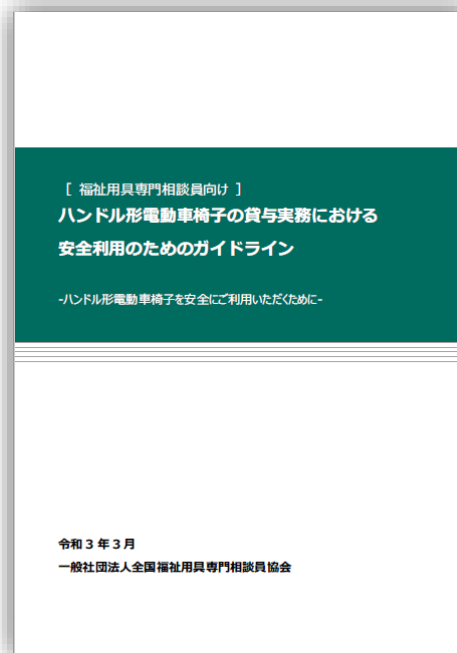 [ 福祉用具専門相談員向け ]
ハンドル形電動車椅子の貸与実務における
安全利用のためのガイドライン
-ハンドル形電動車椅子を安全にご利用いただくために-
令和３年３月
一般社団法人全国福祉用具専門相談員協会